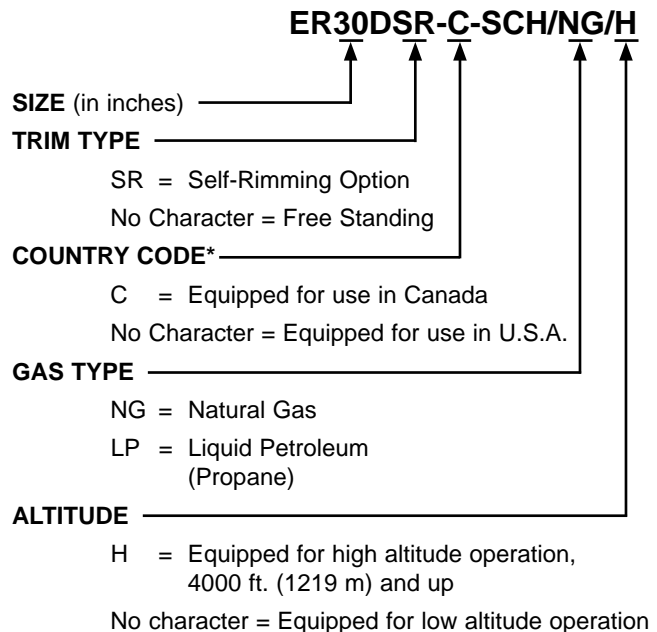 ER30DSR-C-SCH/NG/H
SIZE (in inches)
TRIM TYPE
SR = Self-Rimming Option
No Character = Free Standing
COUNTRY CODE*
C = Equipped for use in Canada
No Character = Equipped for use in U.S.A.
GAS TYPE
NG = Natural Gas
LP = Liquid Petroleum
(Propane)
ALTITUDE
H = Equipped for high altitude operation,
4000 ft. (1219 m) and up
No character = Equipped for low altitude operation